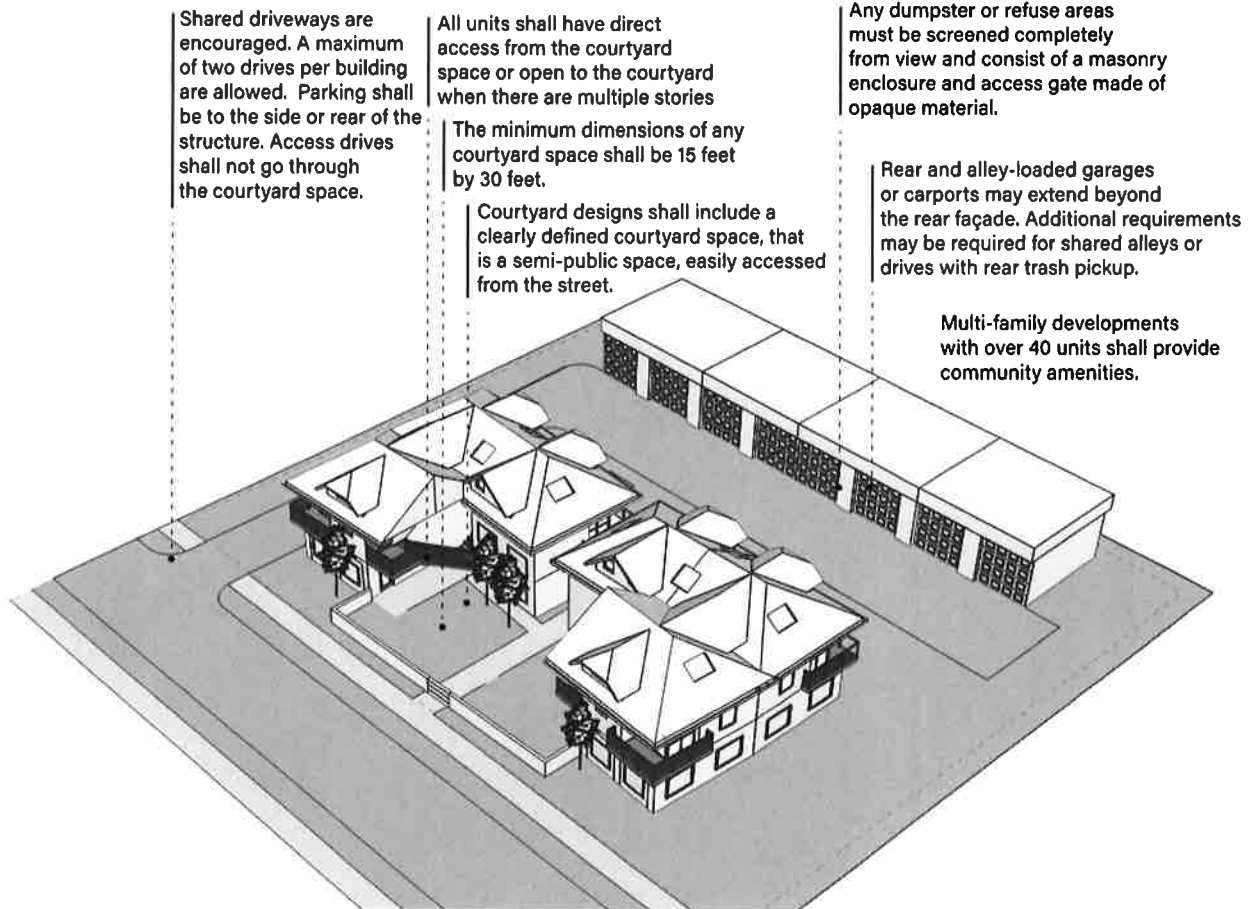 Shared driveways are
encouraged. A maximum
of two drives per building
are allowed. Parking shall
be to the side or rear of the
structure. Access drives
shall not go through
the courtyard space.
All units shall have direct
access from the courtyard
space or open to the courtyard
when there are multiple stories
The minimum dimensions of any
courtyard space shall be 15 feet
by 30 feet.
Courtyard designs shall include a
clearly defined courtyard space, that
is a semi-public space, easily accessed
from the street.
Any dumpster or refuse areas
must be screened completely
from view and consist of a masonry
enclosure and access gate made of
opaque material.
Rear and alley-loaded garages
or carports may extend beyond
the rear façade. Additional requirements
may be required for shared alleys or
drives with rear trash pickup.
Multi-family developments
with over 40 units shall provide
community amenities.